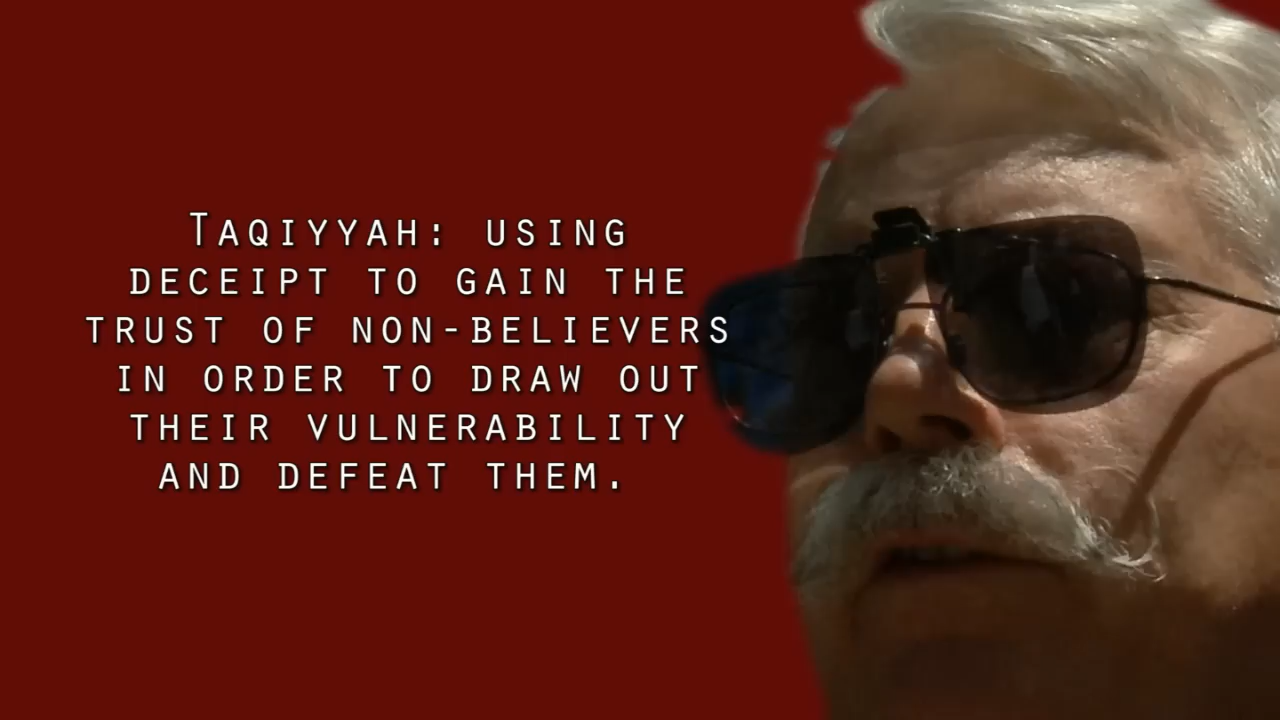 Taqiyyah: using
deceipt to gain the
trust of non-believers
in order to draw out
their vulnerability
and defeat them.